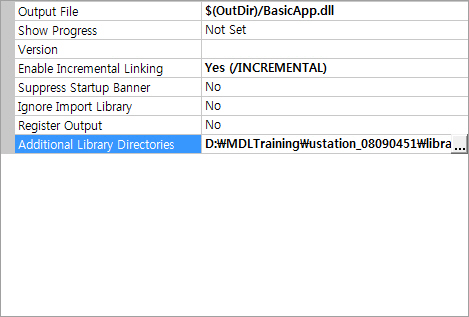 Output File $(OutDir)/BasicApp.dll
Show Progress Not Set
Version
Enable Incremental Linking Yes (/INCREMENTAL)
Suppress Startup Banner No
Ignore Import Library No
Register Output No
Additional Library Directories D:₩MDLTraining₩ustation_08090451₩libra ...